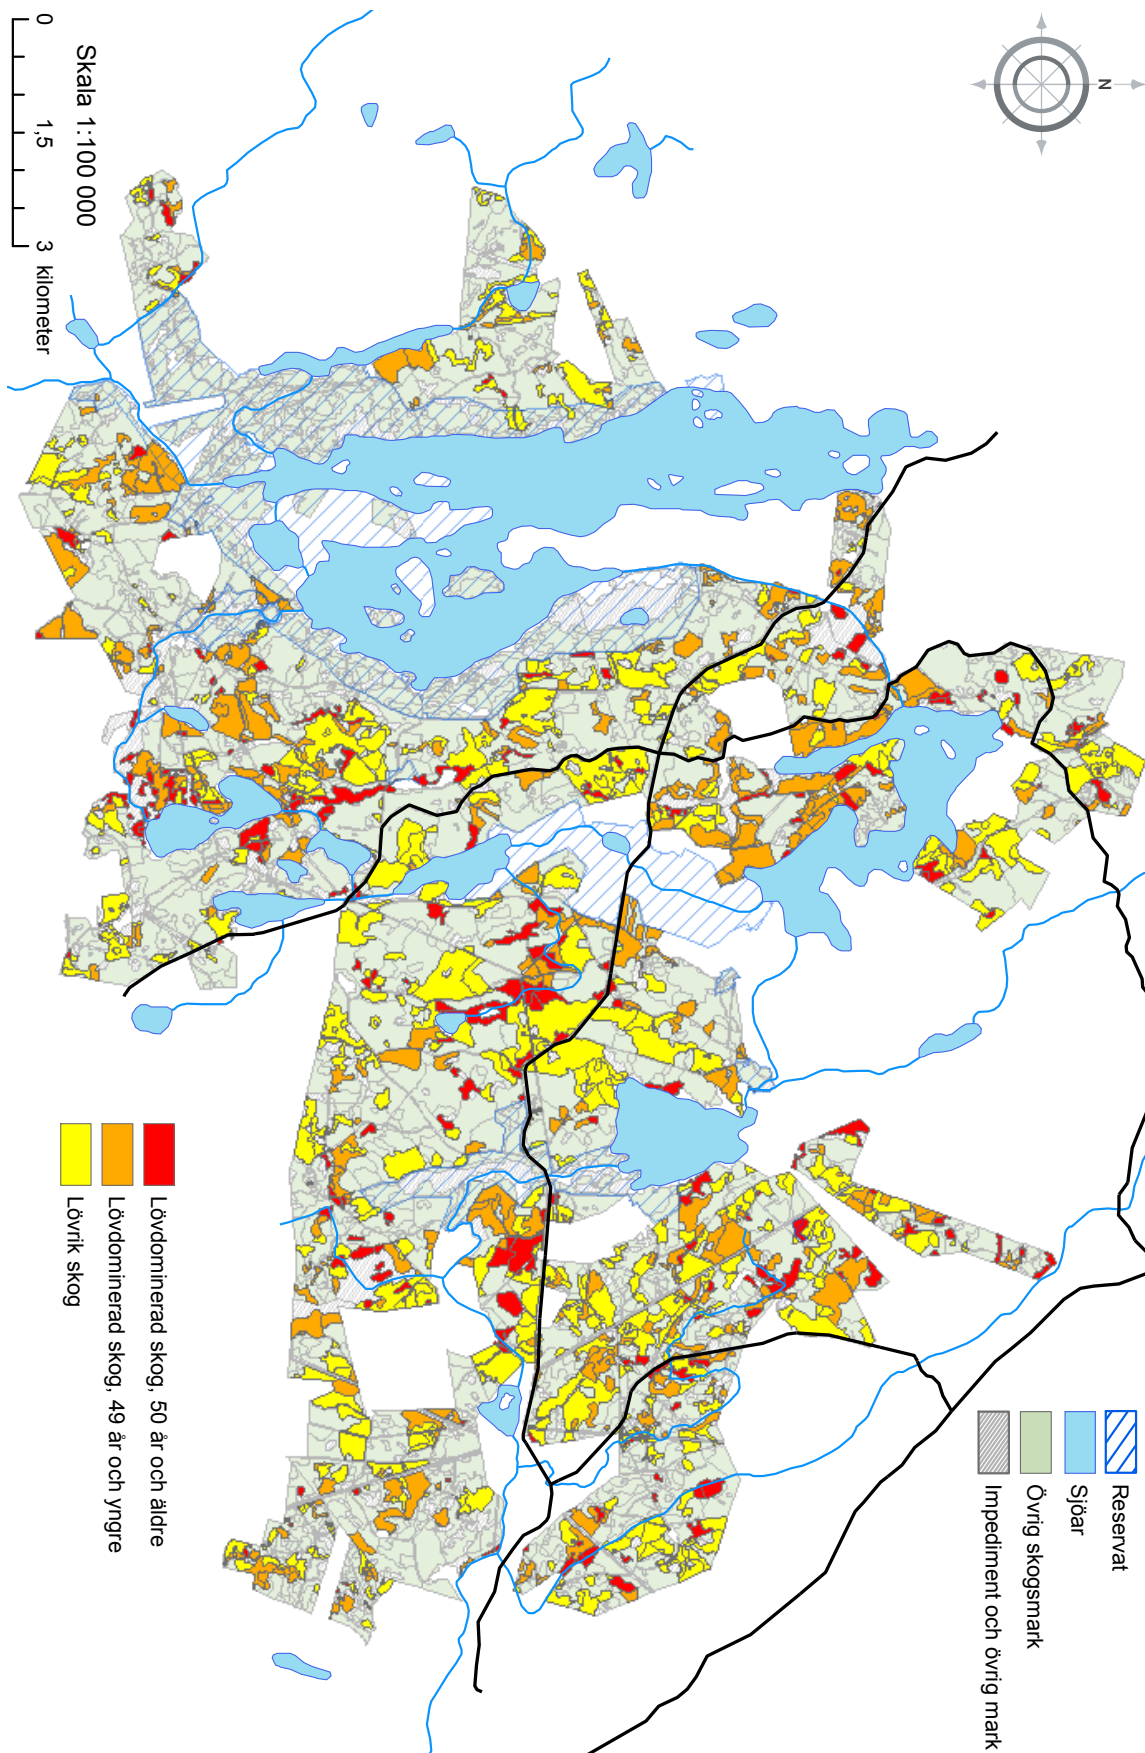 N
Skala 1:100 000
0 1,5 3 kilometer
Lövdominerad skog, 50 år och äldre
Lövdominerad skog, 49 år och yngre
Lövrik skog
Reservat
Sjöar
Övrig skogsmark
Impediment och övrig mark